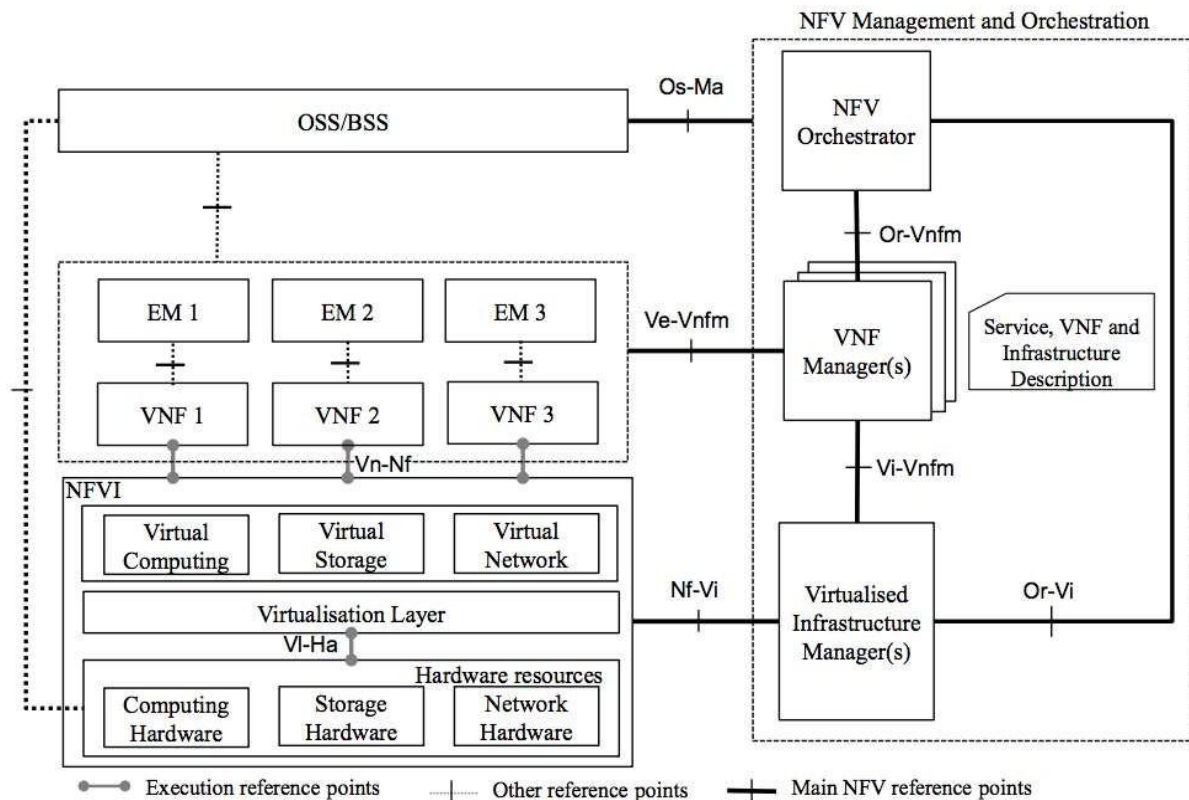 NFV Management and Orchestration
Os-Ma
OSS/BSS
NFV
Orchestrator
Or-Vnfm
EM 1
EM 2
EM 3
Ve-Vnfm
VNF
Manager(s)
Service, VNF and
Infrastructure
Description
VNF 1
VNF 2
VNF 3
Vn-Nf
Vi-Vnfm
NFVI
Virtual
Computing
Virtual
Storage
Virtual
Network
Nf-Vi
Virtualised
Infrastructure
Manager(s)
Or-Vi
Virtualisation Layer
Vl-Ha
Hardware resources
Computing
Hardware
Storage
Hardware
Network
Hardware
Execution reference points
Other reference points
Main NFV reference points